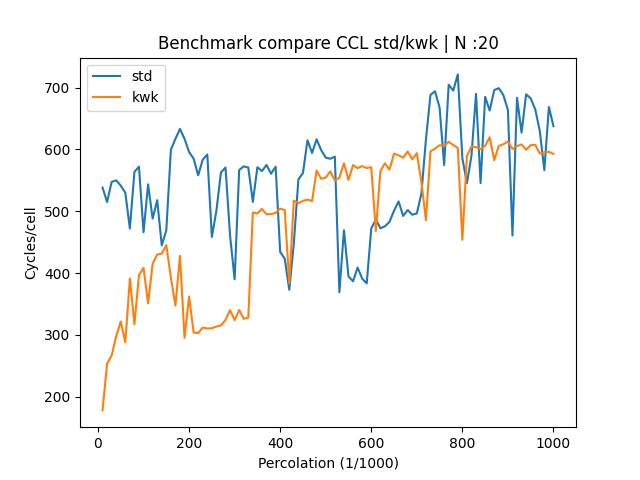 Benchmark compare CCL std/kwk | N :20
std
kwk
700
600
500
400
300
200
Cycles/cell
0
200
400
600
800
1000
Percolation (1/1000)